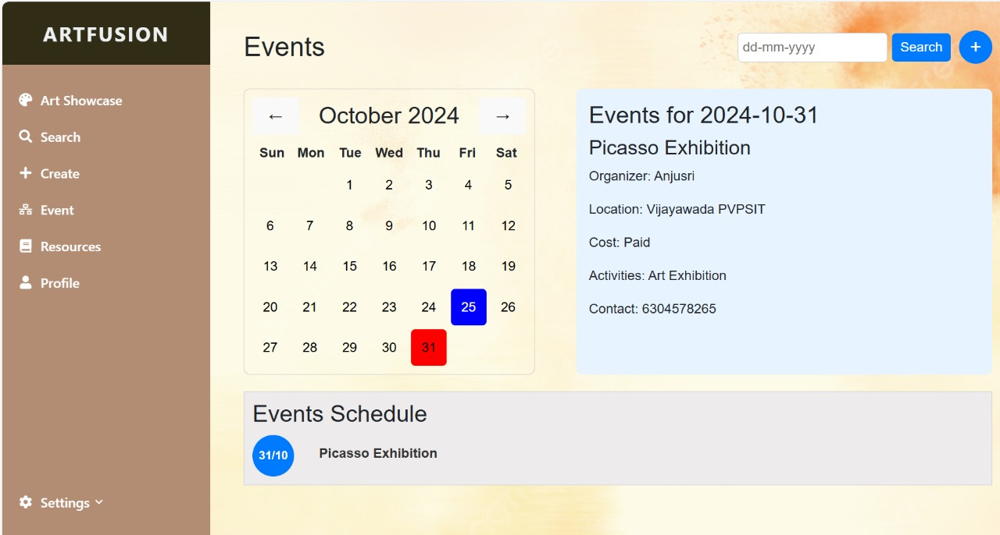 ARTFUSION
Art Showcase
Search
Create
Event
Resources
Profile
Settings
Events
dd-mm-yyyy
Search
+
← October 2024 →
Sun Mon Tue Wed Thu Fri Sat
1 2 3 4 5
6 7 8 9 10 11 12
13 14 15 16 17 18 19
20 21 22 23 24 25 26
27 28 29 30 31
Events for 2024-10-31
Picasso Exhibition
Organizer: Anjusri
Location: Vijayawada PVPSIT
Cost: Paid
Activities: Art Exhibition
Contact: 6304578265
Events Schedule
31/10 Picasso Exhibition